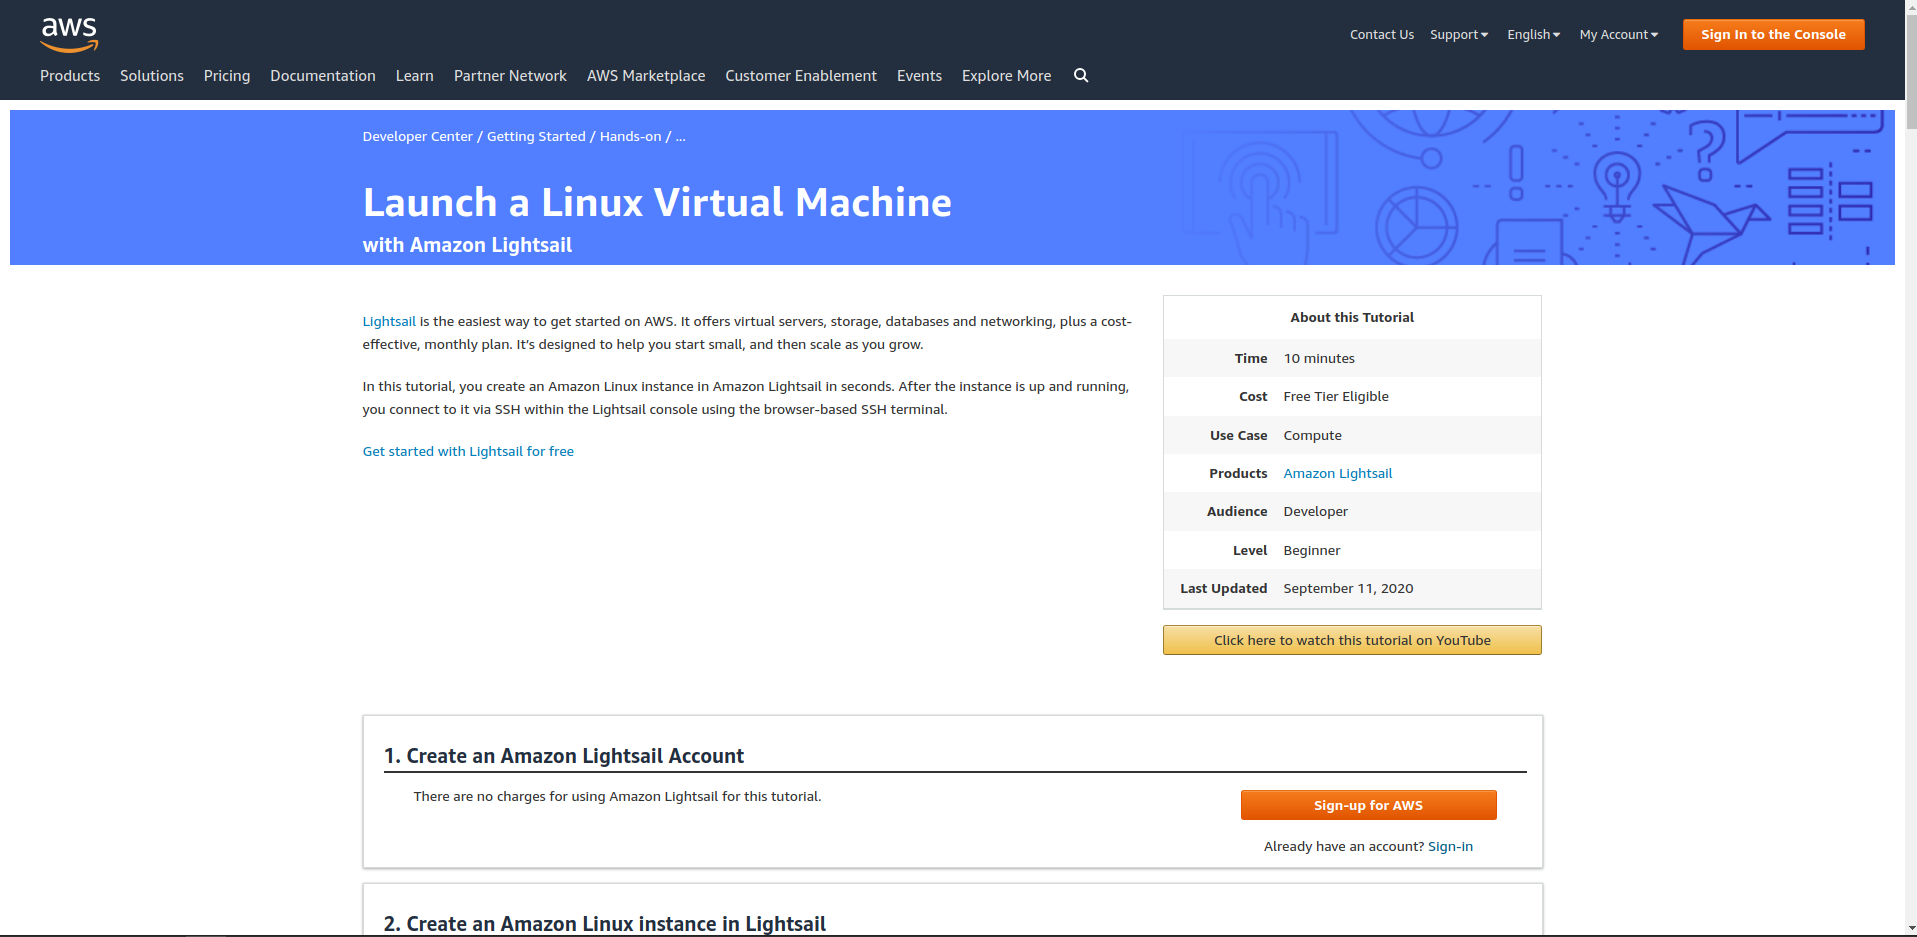 aws
Contact Us Support English My Account Sign In to the Console
Products Solutions Pricing Documentation Learn Partner Network AWS Marketplace Customer Enablement Events Explore More
Developer Center / Getting Started / Hands-on / ...
Launch a Linux Virtual Machine
with Amazon Lightsail
Lightsail is the easiest way to get started on AWS. It offers virtual servers, storage, databases and networking, plus a cost-
effective, monthly plan. It’s designed to help you start small, and then scale as you grow.
In this tutorial, you create an Amazon Linux instance in Amazon Lightsail in seconds. After the instance is up and running,
you connect to it via SSH within the Lightsail console using the browser-based SSH terminal.
Get started with Lightsail for free
About this Tutorial
Time 10 minutes
Cost Free Tier Eligible
Use Case Compute
Products Amazon Lightsail
Audience Developer
Level Beginner
Last Updated September 11, 2020
Click here to watch this tutorial on YouTube
1. Create an Amazon Lightsail Account
There are no charges for using Amazon Lightsail for this tutorial.
Sign-up for AWS
Already have an account? Sign-in
2. Create an Amazon Linux instance in Lightsail